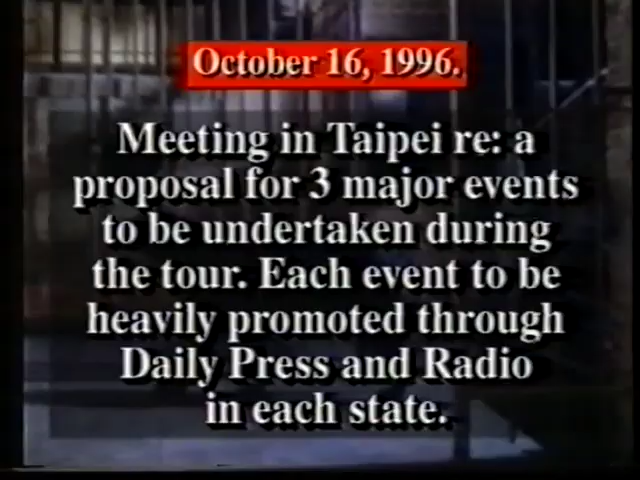 October 16, 1996.
Meeting in Taipei re: a
proposal for 3 major events
to be undertaken during
the tour. Each event to be
heavily promoted through
Daily Press and Radio
in each state.